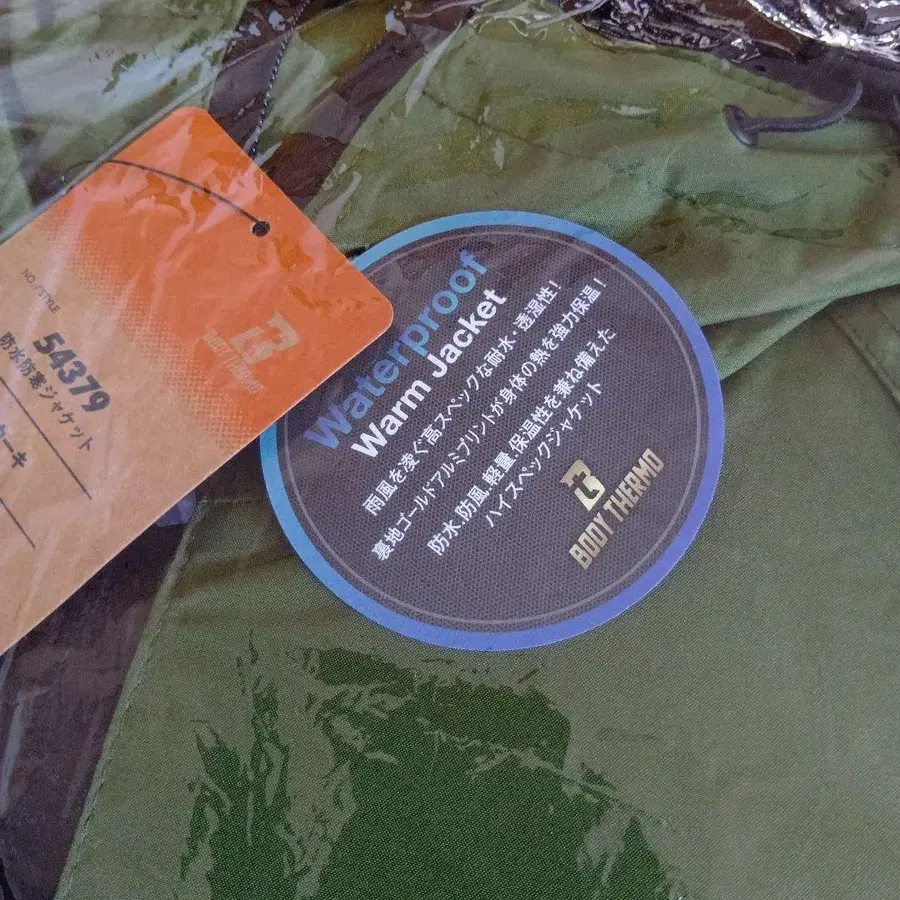 NO./STYLE
54379
防水防寒ジャケット
ーキ
BODY THERMO
Waterproof
Warm Jacket
雨風を凌ぐ高スペックな耐水・透湿性!
裏地ゴールドアルミプリントが身体の熱を強力保温!
防水,防風,軽量,保温性を兼ね備えた
ハイスペックジャケット
BODY THERMO